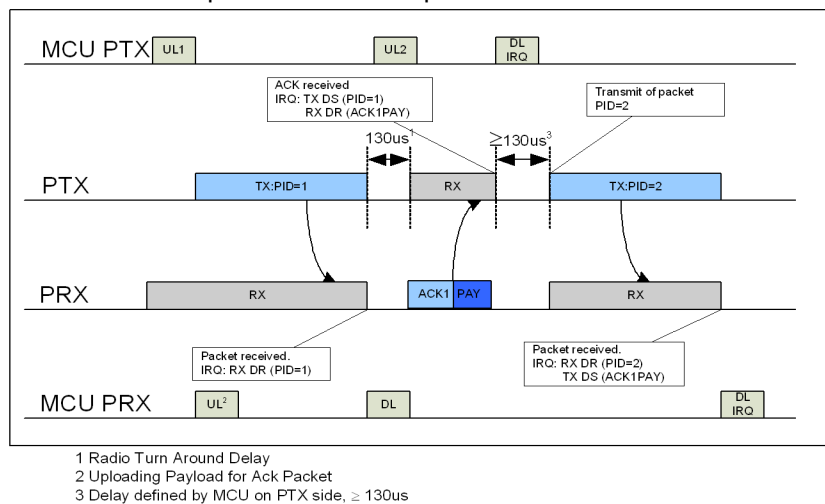 MCU PTX
UL1
UL2
DL
IRQ
ACK received
IRQ: TX DS (PID=1)
RX DR (ACK1PAY)
Transmit of packet
PID=2
130us1
≥130us3
PTX
TX:PID=1
RX
TX:PID=2
PRX
RX
ACK1 PAY
RX
Packet received.
IRQ: RX DR (PID=1)
Packet received.
IRQ: RX DR (PID=2)
TX DS (ACK1PAY)
MCU PRX
UL2
DL
DL
IRQ
1 Radio Turn Around Delay
2 Uploading Payload for Ack Packet
3 Delay defined by MCU on PTX side, ≥ 130us